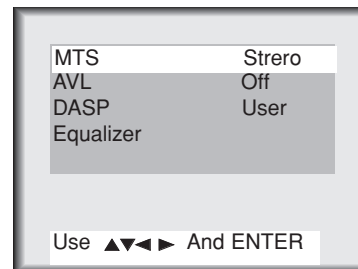 MTS Strero
AVL Off
DASP User
Equalizer
Use ▲▼◄ ► And ENTER